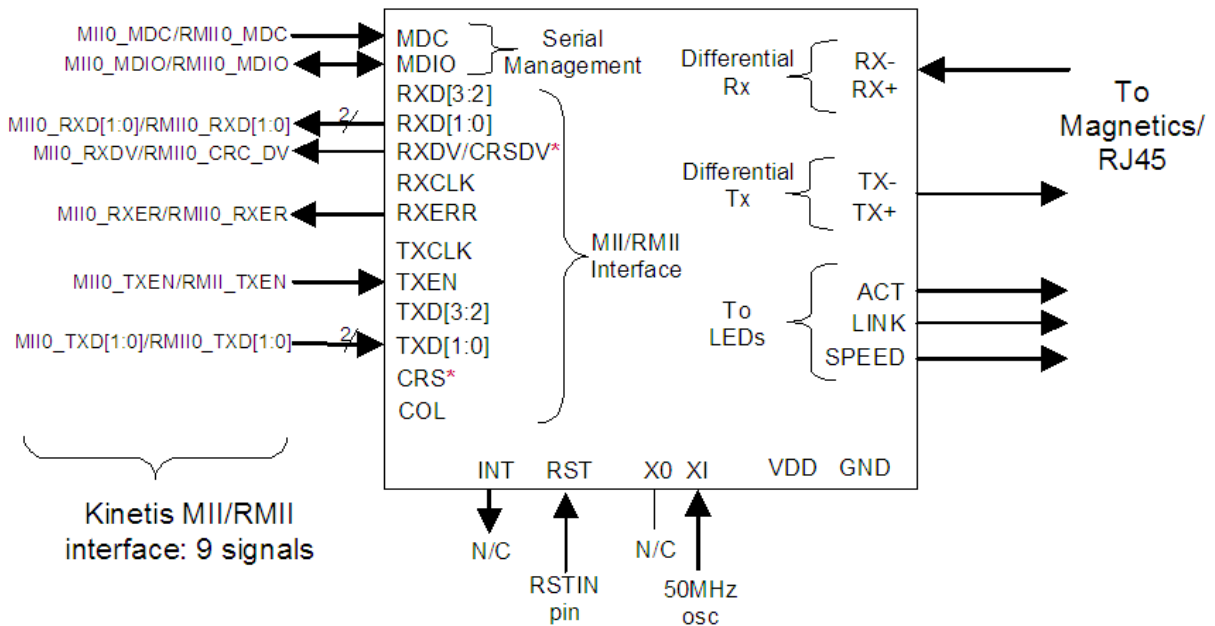 MII0_MDC/RMII0_MDC
MII0_MDIO/RMII0_MDIO
MII0_RXD[1:0]/RMII0_RXD[1:0]
2/
MII0_RXDV/RMII0_CRC_DV
MII0_RXER/RMII0_RXER
MII0_TXEN/RMII_TXEN
MII0_TXD[1:0]/RMII0_TXD[1:0]
2/
Kinetis MII/RMII
interface: 9 signals
MDC
MDIO
Serial
Management
RXD[3:2]
RXD[1:0]
RXDV/CRSDV*
RXCLK
RXERR
TXCLK
TXEN
TXD[3:2]
TXD[1:0]
CRS*
COL
MII/RMII
Interface
Differential
Rx
RX-
RX+
Differential
Tx
TX-
TX+
To
LEDs
ACT
LINK
SPEED
To
Magnetics/
RJ45
INT RST X0 XI VDD GND
N/C
RSTIN
pin
N/C
50MHz
osc